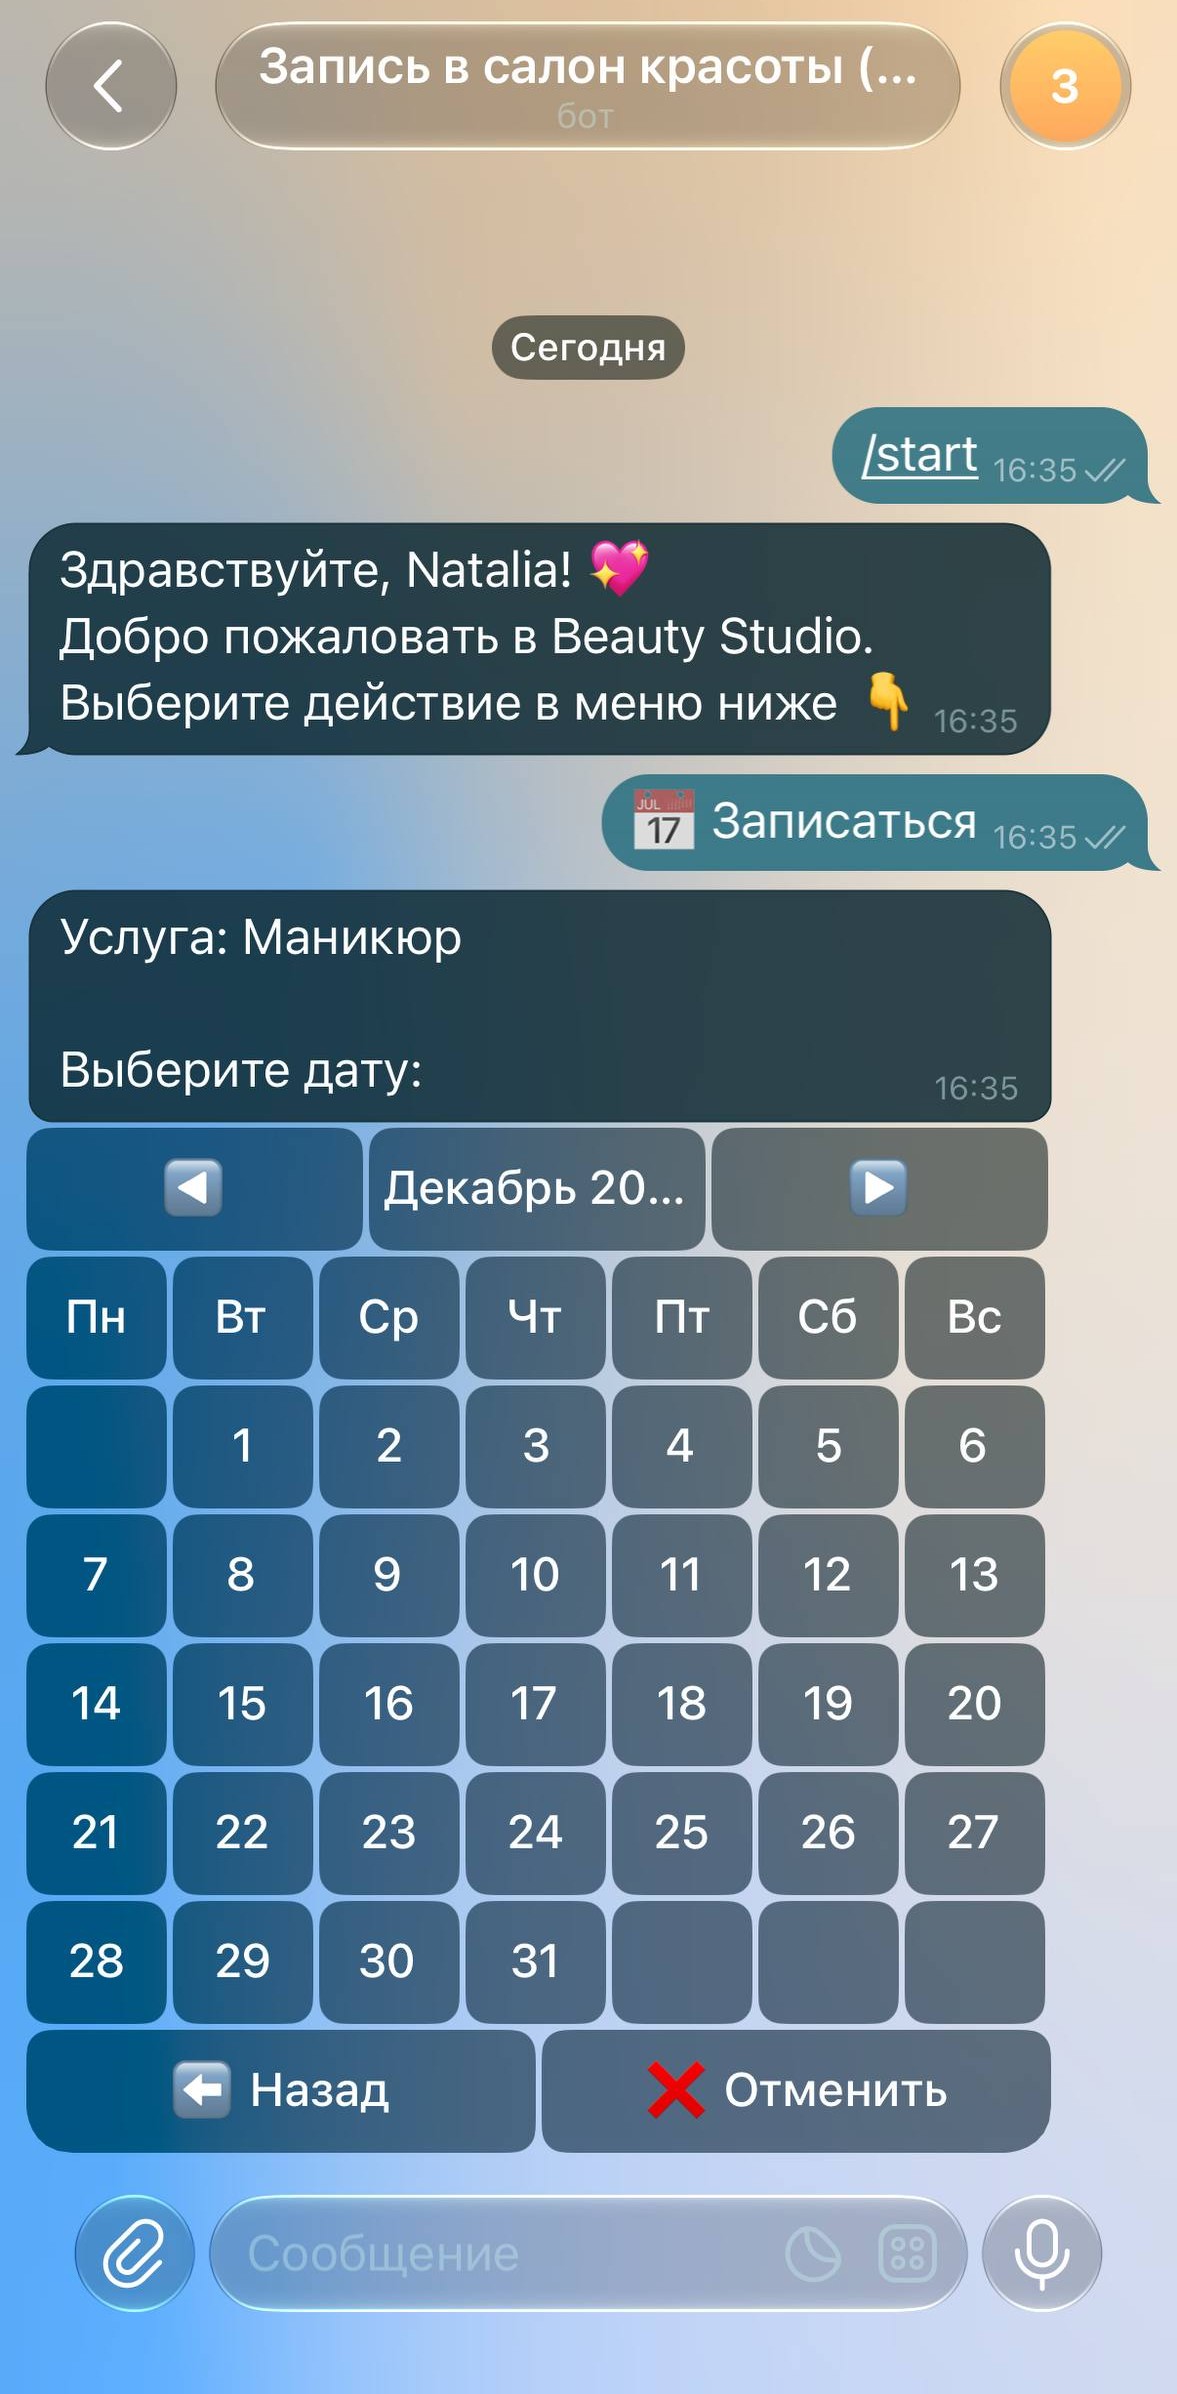 Запись в салон красоты (...
бот
З
Сегодня
/start 16:35
Здравствуйте, Natalia! 💖
Добро пожаловать в Beauty Studio.
Выберите действие в меню ниже 👇 16:35
JUL 17 Записаться 16:35
Услуга: Маникюр
Выберите дату: 16:35
Декабрь 20...
Пн Вт Ср Чт Пт Сб Вс
1 2 3 4 5 6
7 8 9 10 11 12 13
14 15 16 17 18 19 20
21 22 23 24 25 26 27
28 29 30 31
Назад ❌ Отменить
Сообщение